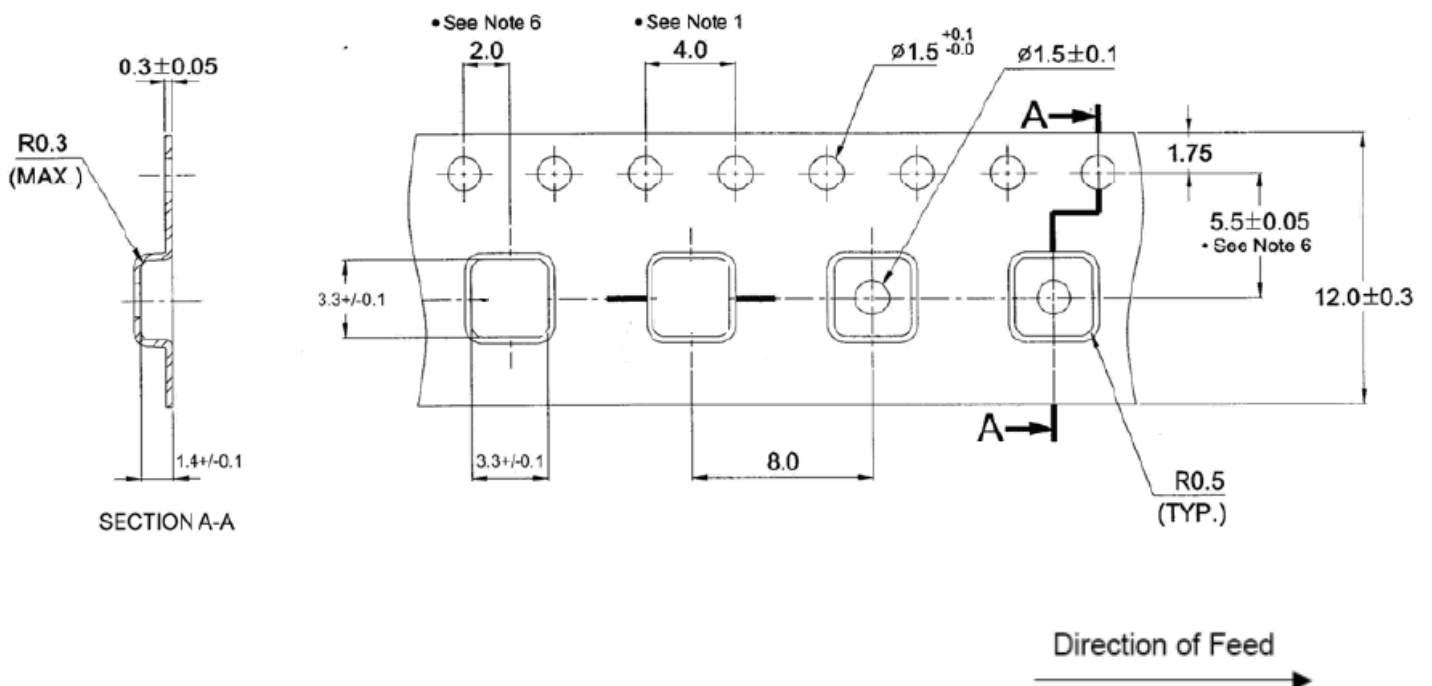 • See Note 6
2.0
• See Note 1
4.0
ø1.5 +0.1 -0.0
ø1.5±0.1
0.3±0.05
R0.3
(MAX.)
A
1.75
5.5±0.05
• See Note 6
3.3+/-0.1
12.0±0.3
A
1.4+/-0.1
3.3+/-0.1
8.0
R0.5
(TYP.)
SECTION A-A
Direction of Feed